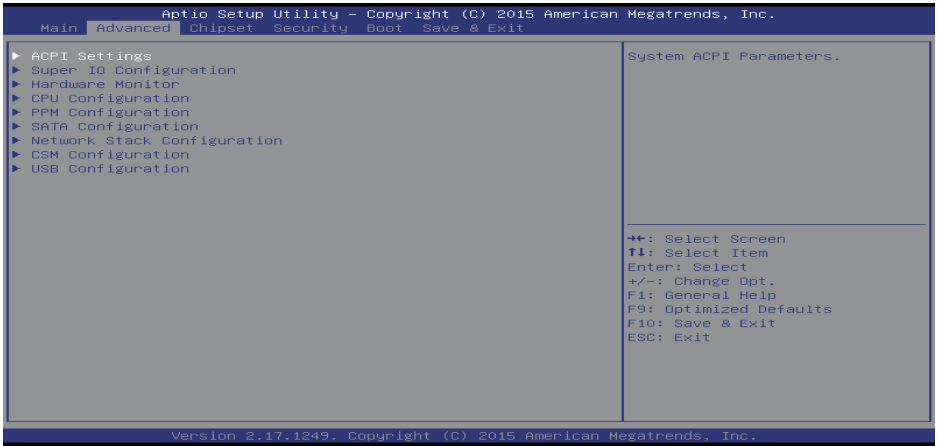 Aptio Setup Utility – Copyright (C) 2015 American Megatrends, Inc.
Main Advanced Chipset Security Boot Save & Exit
▶ ACPI Settings
▶ Super IO Configuration
▶ Hardware Monitor
▶ CPU Configuration
▶ PPM Configuration
▶ SATA Configuration
▶ Network Stack Configuration
▶ CSM Configuration
▶ USB Configuration
System ACPI Parameters.
→←: Select Screen
↑↓: Select Item
Enter: Select
+/-: Change Opt.
F1: General Help
F9: Optimized Defaults
F10: Save & Exit
ESC: Exit
Version 2.17.1249. Copyright (C) 2015 American Megatrends, Inc.